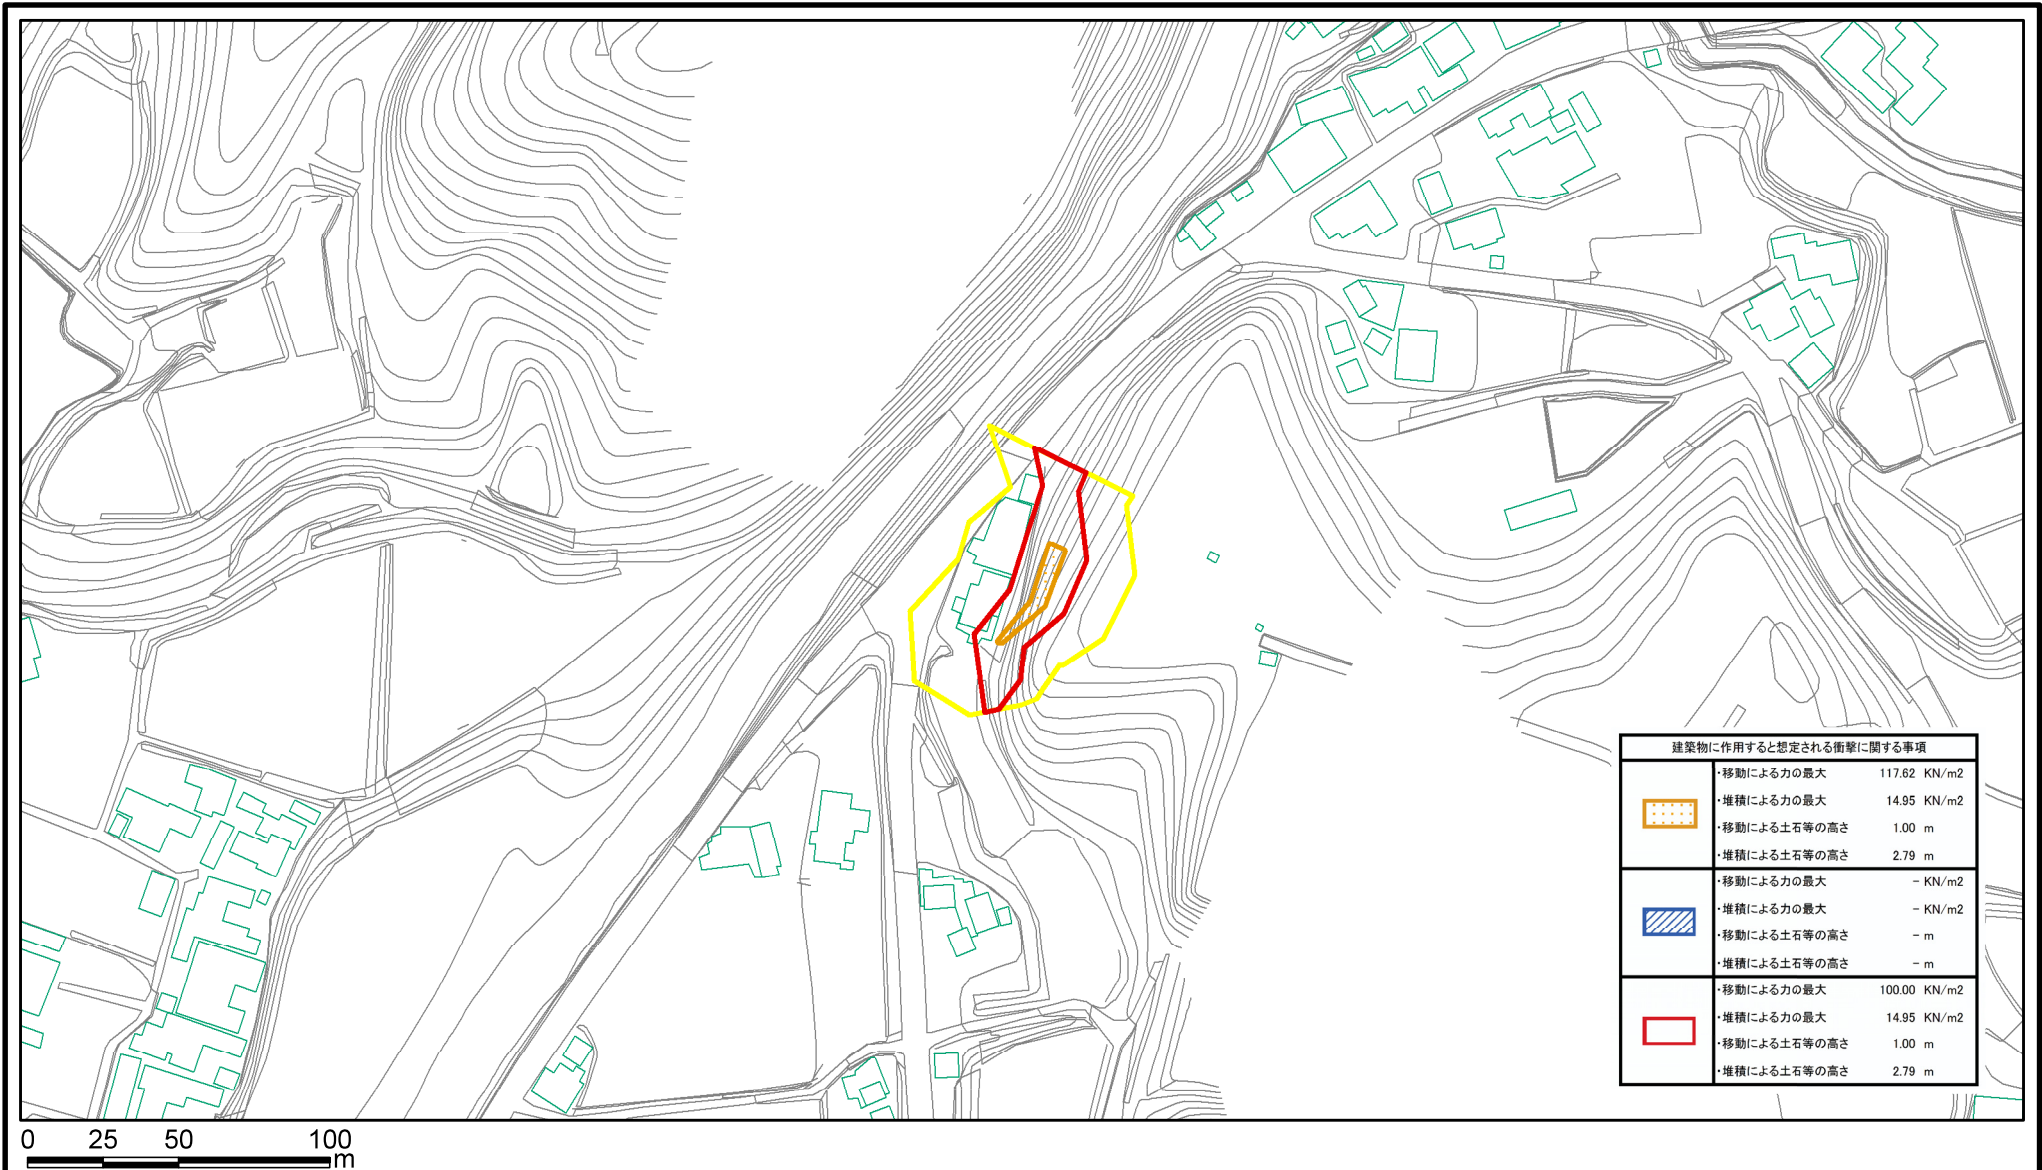 建築物に作用すると想定される衝撃に関する事項
・移動による力の最大 117.62 KN/m2
・堆積による力の最大 14.95 KN/m2
・移動による土石等の高さ 1.00 m
・堆積による土石等の高さ 2.79 m
・移動による力の最大 － KN/m2
・堆積による力の最大 － KN/m2
・移動による土石等の高さ － m
・堆積による土石等の高さ － m
・移動による力の最大 100.00 KN/m2
・堆積による力の最大 14.95 KN/m2
・移動による土石等の高さ 1.00 m
・堆積による土石等の高さ 2.79 m
0 25 50 100
m